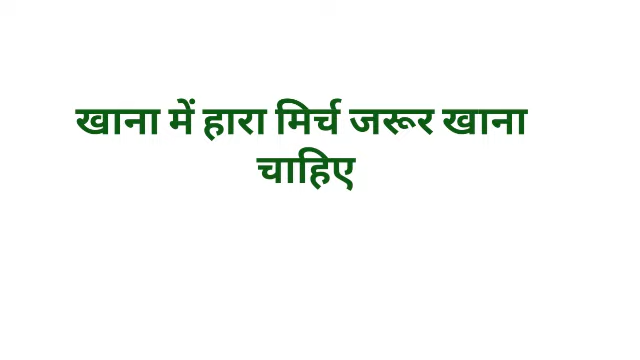 खाना में हारा मिर्च जरूर खाना
चाहिए